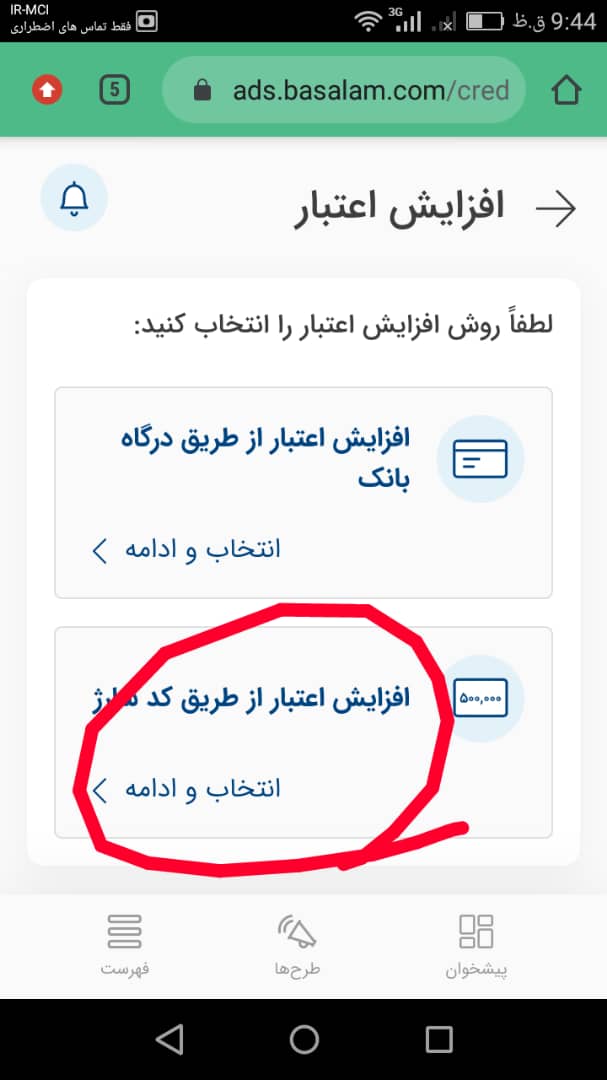 IR-MCI
فقط تماس های اضطراری
3G
9:44 ق.ظ
5
ads.basalam.com/cred
افزایش اعتبار
لطفاً روش افزایش اعتبار را انتخاب کنید:
افزایش اعتبار از طریق درگاه
بانک
انتخاب و ادامه
افزایش اعتبار از طریق کد شارژ
۵۰۰,۰۰۰
انتخاب و ادامه
پیشخوان
طرح‌ها
فهرست